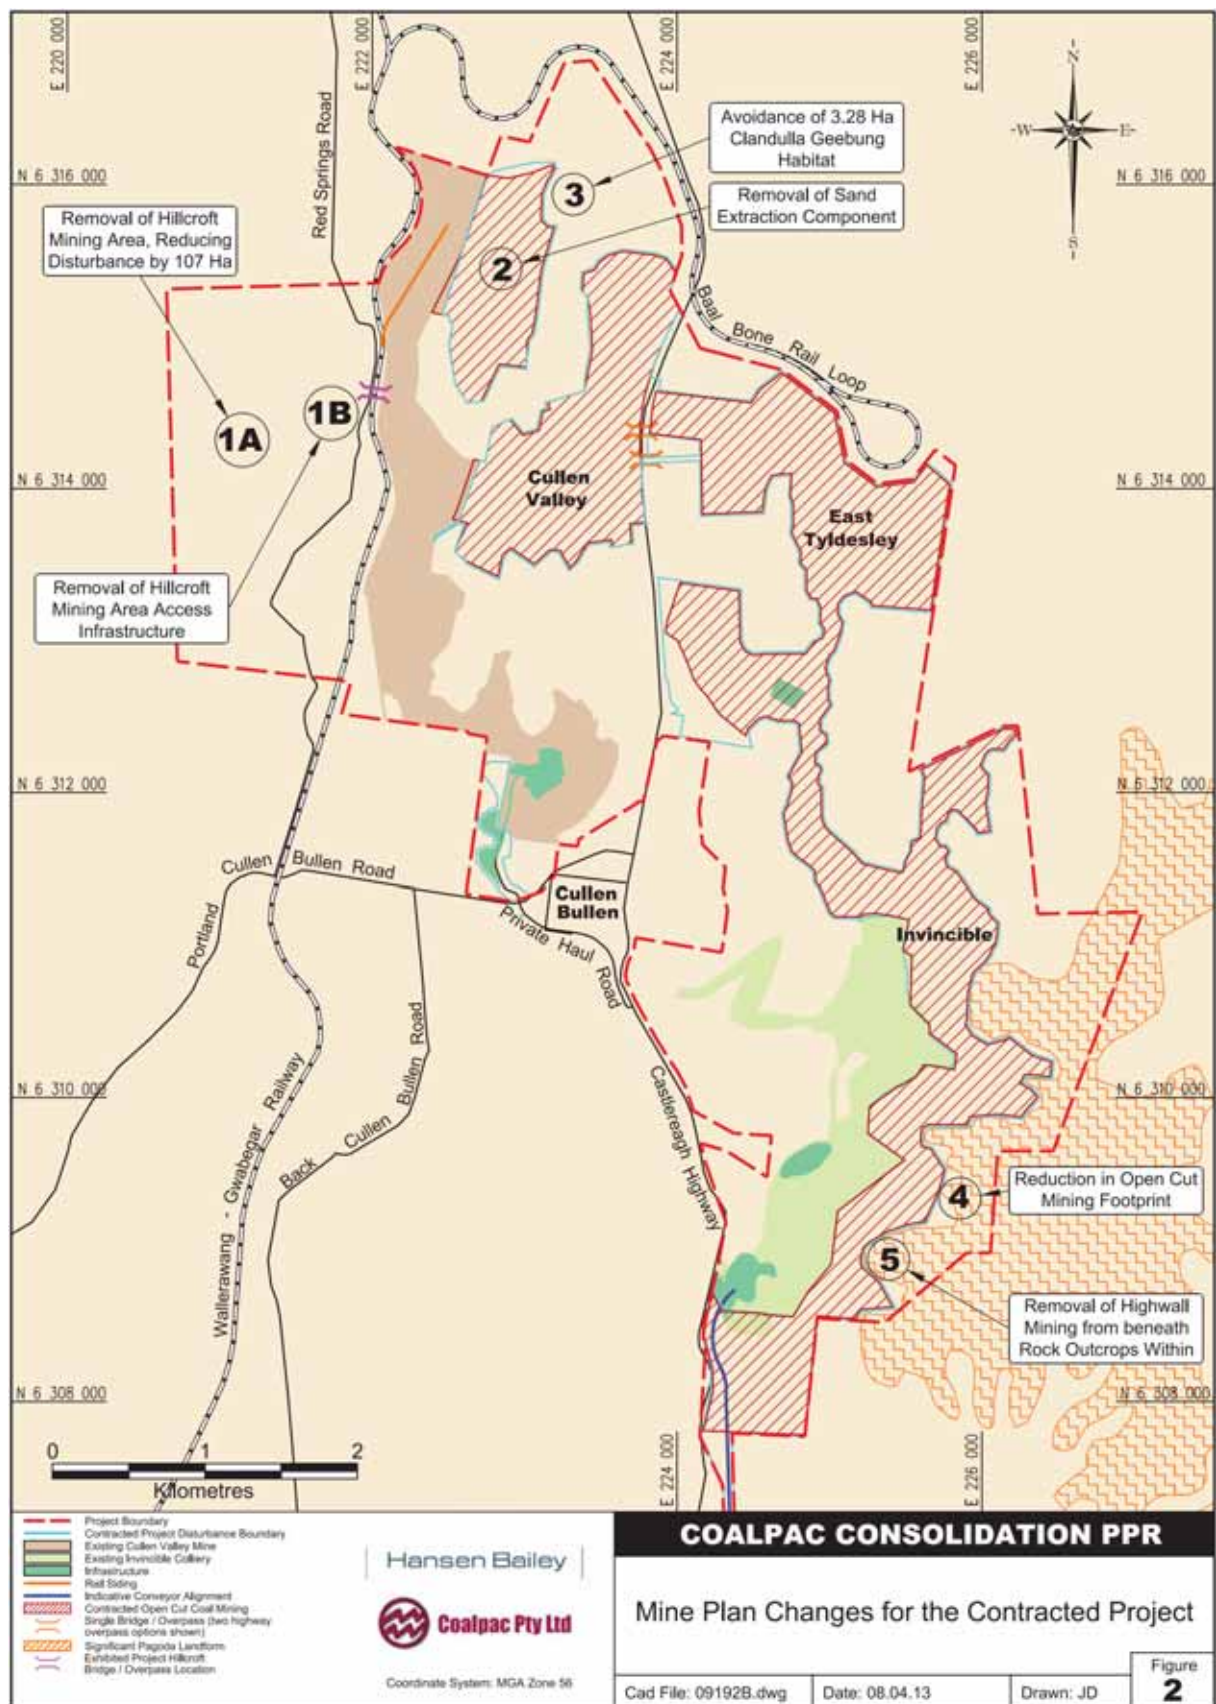 E 220 000
E 222 000
E 224 000
E 226 000
N
W
E
S
N 6 316 000
N 6 316 000
Red Springs Road
Avoidance of 3.28 Ha
Clandulla Geebung
Habitat
3
Removal of Sand
Extraction Component
2
Removal of Hillcroft
Mining Area, Reducing
Disturbance by 107 Ha
Baal Bone Rail Loop
1A
1B
N 6 314 000
N 6 314 000
Cullen
Valley
East
Tyldesley
Removal of Hillcroft
Mining Area Access
Infrastructure
N 6 312 000
N 6 312 000
Cullen Bullen Road
Cullen
Bullen
Portland
Private Haul Road
Invincible
Back Cullen Bullen Road
Wallerawang - Gwabegar Railway
Castlereagh Highway
N 6 310 000
N 6 310 000
4
Reduction in Open Cut
Mining Footprint
5
Removal of Highwall
Mining from beneath
Rock Outcrops Within
N 6 308 000
N 6 308 000
E 224 000
E 226 000
0 1 2
Kilometres
Project Boundary
Contracted Project Disturbance Boundary
Existing Cullen Valley Mine
Existing Invincible Colliery
Infrastructure
Rail Siding
Indicative Conveyor Alignment
Contracted Open Cut Coal Mining
Single Bridge / Overpass (two highway
overpass options shown)
Significant Pagoda Landform
Exhibited Project Hillcroft
Bridge / Overpass Location
Hansen Bailey
Coalpac Pty Ltd
Coordinate System: MGA Zone 56
COALPAC CONSOLIDATION PPR
Mine Plan Changes for the Contracted Project
Cad File: 09192B.dwg
Date: 08.04.13
Drawn: JD
Figure
2